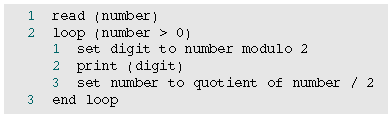 1 read (number)
2 loop (number > 0)
1 set digit to number modulo 2
2 print (digit)
3 set number to quotient of number / 2
3 end loop